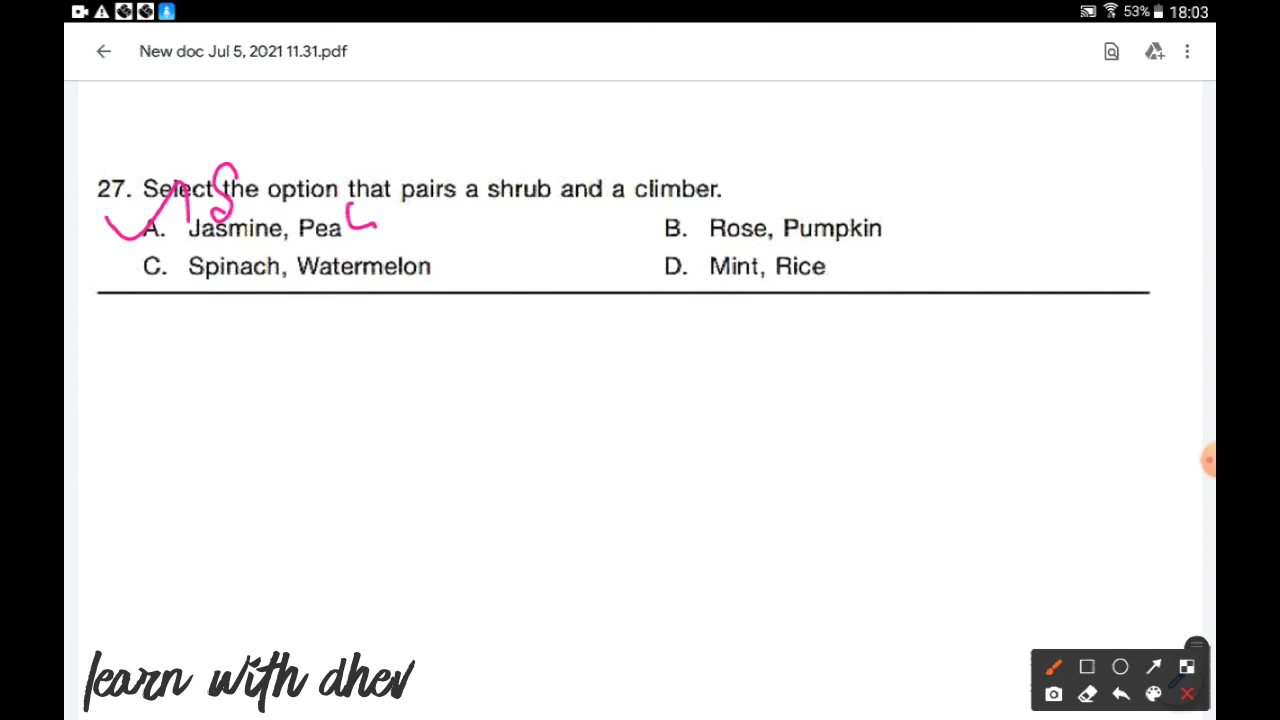 53% 18:03
New doc Jul 5, 2021 11.31.pdf
27. Select the option that pairs a shrub and a climber.
S
A. Jasmine, Pea C
B. Rose, Pumpkin
C. Spinach, Watermelon
D. Mint, Rice
learn with dhev